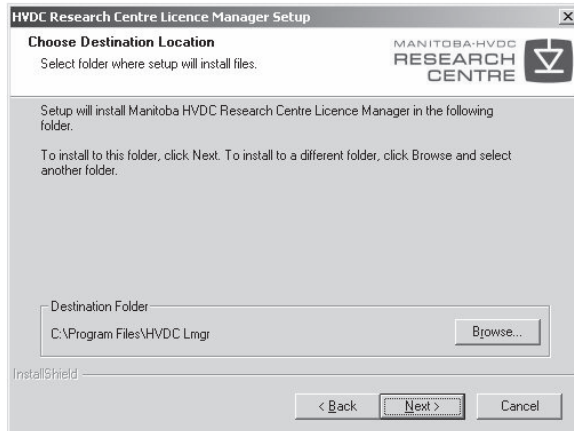 HVDC Research Centre Licence Manager Setup
Choose Destination Location
Select folder where setup will install files.
MANITOBA-HVDC
RESEARCH
CENTRE
Setup will install Manitoba HVDC Research Centre Licence Manager in the following
folder.
To install to this folder, click Next. To install to a different folder, click Browse and select
another folder.
Destination Folder
C:\Program Files\HVDC Lmgr
Browse...
InstallShield
< Back
Next >
Cancel